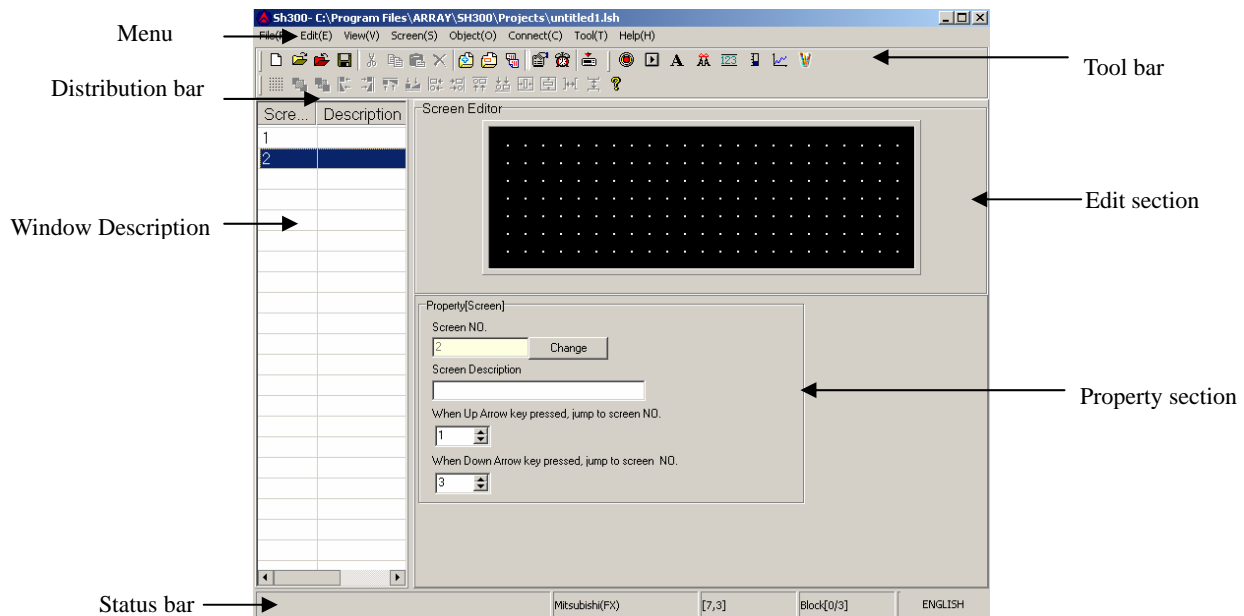 Sh300- C:\Program Files\ARRAY\SH300\Projects\untitled1.lsh
Menu
Edit(E) View(V) Screen(S) Object(O) Connect(C) Tool(T) Help(H)
Tool bar
Distribution bar
Scre... Description
1
2
Screen Editor
Window Description
Edit section
Property[Screen]
Screen NO.
2 Change
Screen Description
When Up Arrow key pressed, jump to screen NO.
1
When Down Arrow key pressed, jump to screen NO.
3
Property section
Status bar
Mitsubishi(FX) [7,3] Block[0/3] ENGLISH